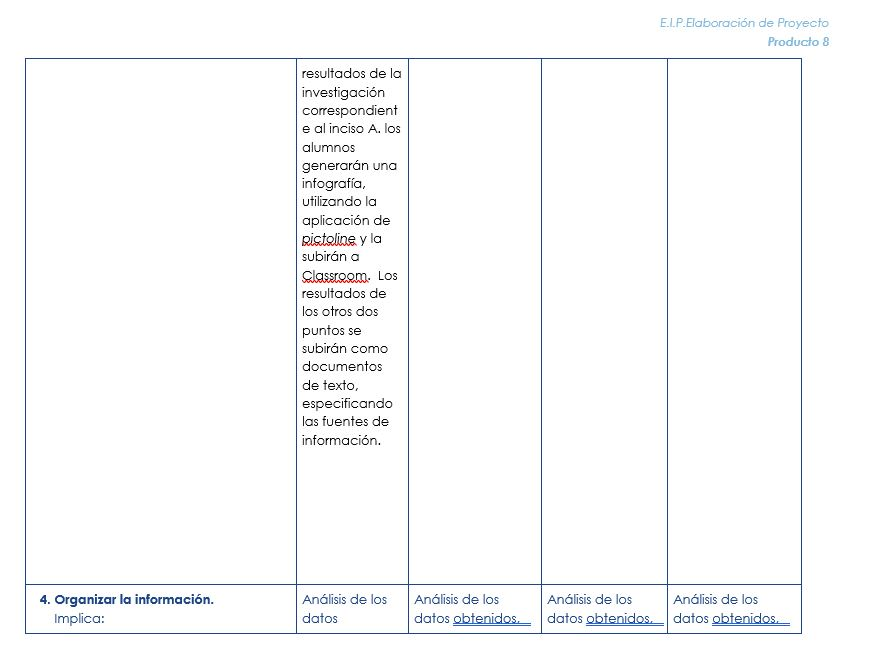 E.I.P.Elaboración de Proyecto
Producto 8
resultados de la
investigación
correspondient
e al inciso A. los
alumnos
generarán una
infografía,
utilizando la
aplicación de
pictoline y la
subirán a
Classroom. Los
resultados de
los otros dos
puntos se
subirán como
documentos
de texto,
especificando
las fuentes de
información.
4. Organizar la información.
Implica:
Análisis de los
datos
Análisis de los
datos obtenidos.
Análisis de los
datos obtenidos.
Análisis de los
datos obtenidos.